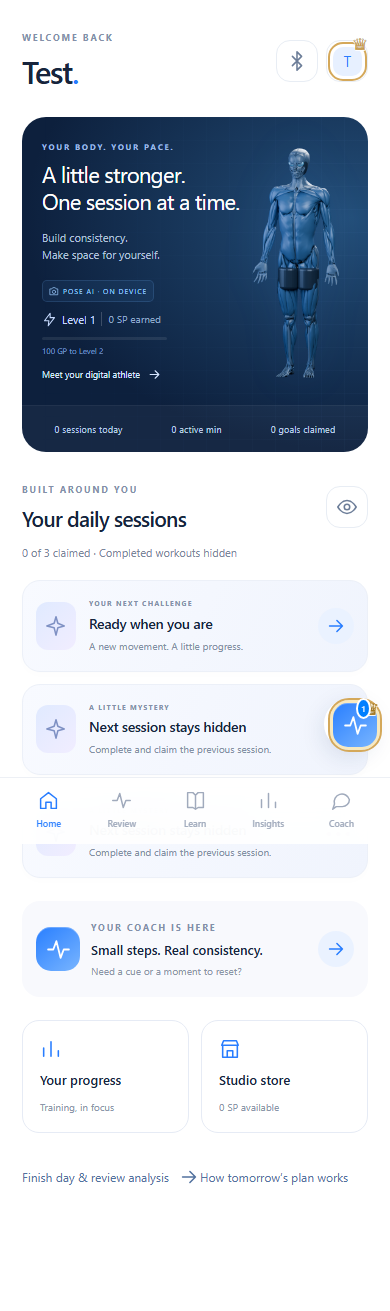 WELCOME BACK
Test.
T
YOUR BODY. YOUR PACE.
A little stronger.
One session at a time.
Build consistency.
Make space for yourself.
POSE AI · ON DEVICE
Level 1 0 SP earned
100 GP to Level 2
Meet your digital athlete
0 sessions today 0 active min 0 goals claimed
BUILT AROUND YOU
Your daily sessions
0 of 3 claimed · Completed workouts hidden
YOUR NEXT CHALLENGE
Ready when you are
A new movement. A little progress.
A LITTLE MYSTERY
Next session stays hidden
Complete and claim the previous session.
1
Home Review Learn Insights Coach
Complete and claim the previous session.
YOUR COACH IS HERE
Small steps. Real consistency.
Need a cue or a moment to reset?
Your progress
Training, in focus
Studio store
0 SP available
Finish day & review analysis
How tomorrow's plan works